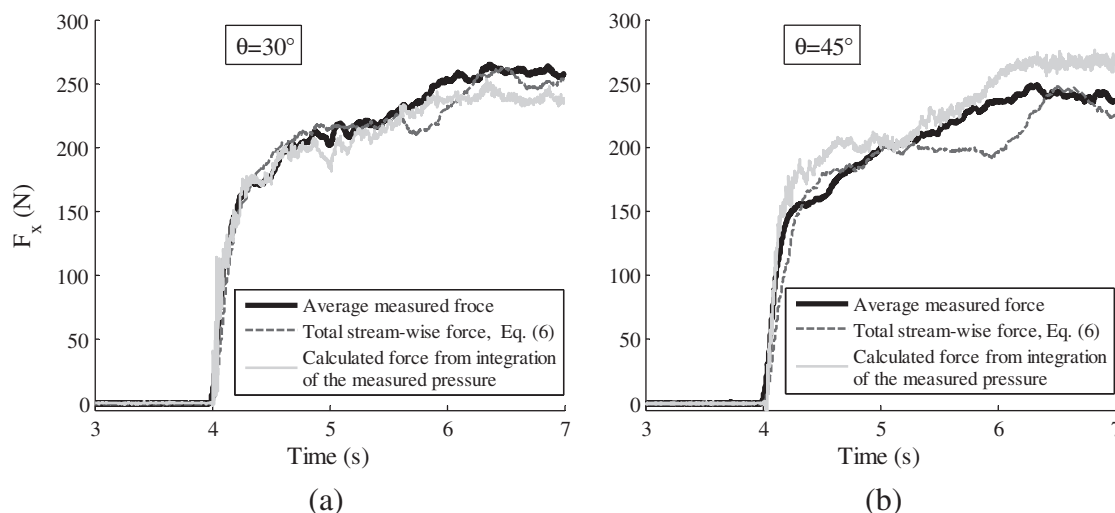 300
250
200
150
100
50
0
F_x (N)
θ=30°
Average measured froce
Total stream-wise force, Eq. (6)
Calculated force from integration
of the measured pressure
3 4 5 6 7
Time (s)
(a)
300
250
200
150
100
50
0
θ=45°
Average measured force
Total stream-wise force, Eq. (6)
Calculated force from integration
of the measured pressure
3 4 5 6 7
Time (s)
(b)